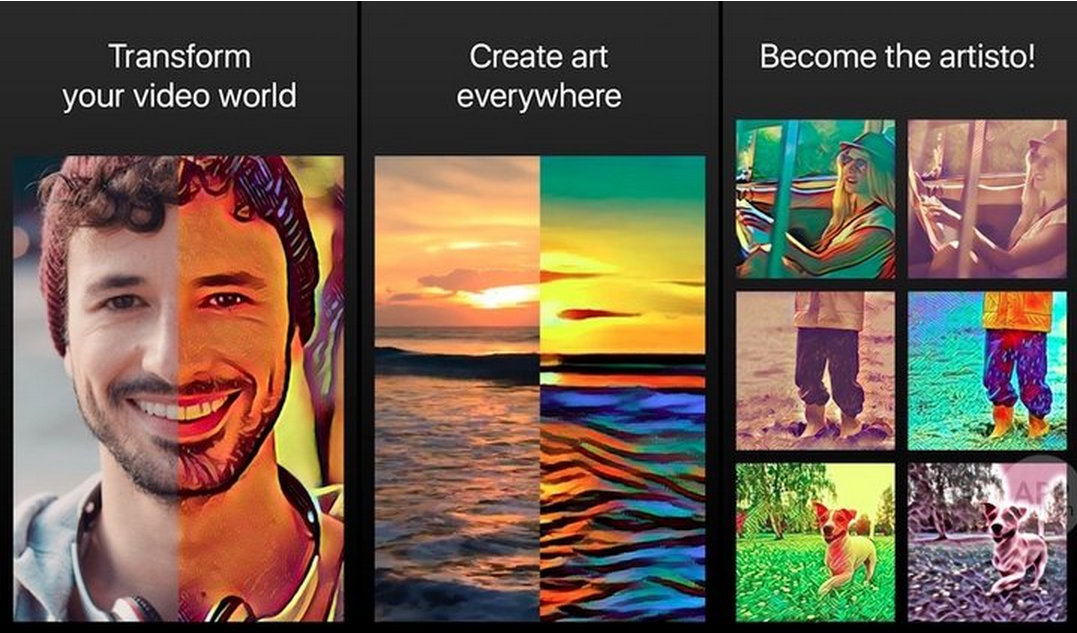 Transform
your video world
Create art
everywhere
Become the artisto!